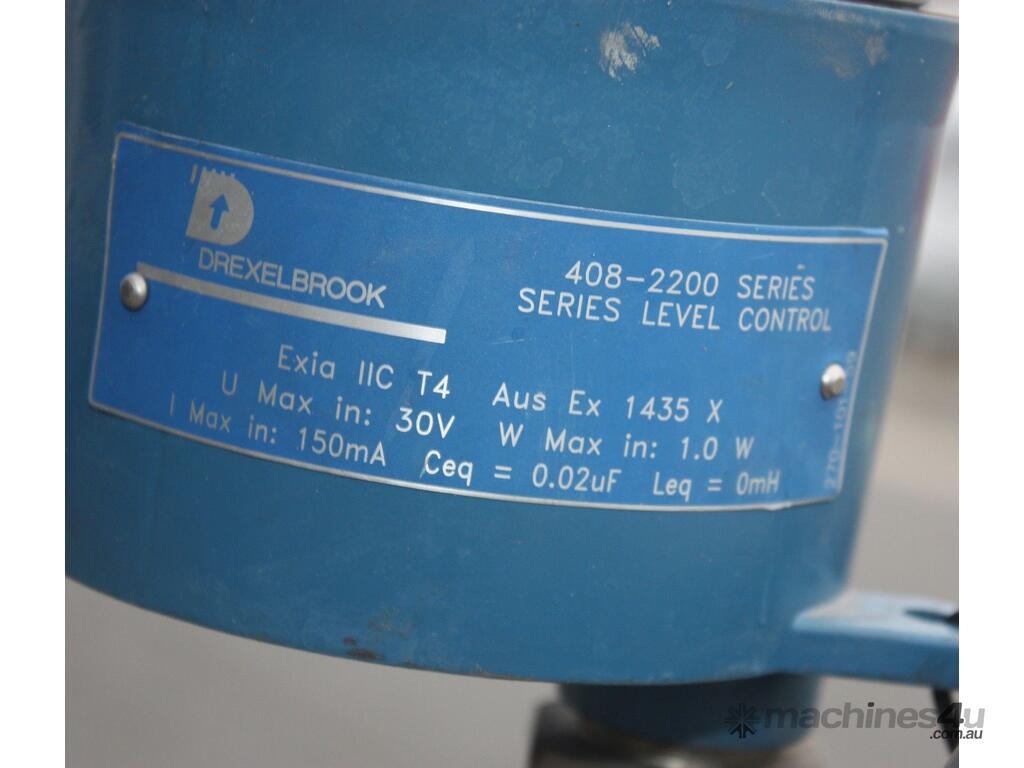 DREXELBROOK
408-2200 SERIES
SERIES LEVEL CONTROL
Exia IIC T4 Aus Ex 1435 X
U Max in: 30V W Max in: 1.0 W
I Max in: 150mA Ceq = 0.02uF Leq = 0mH
machines4u
.com.au